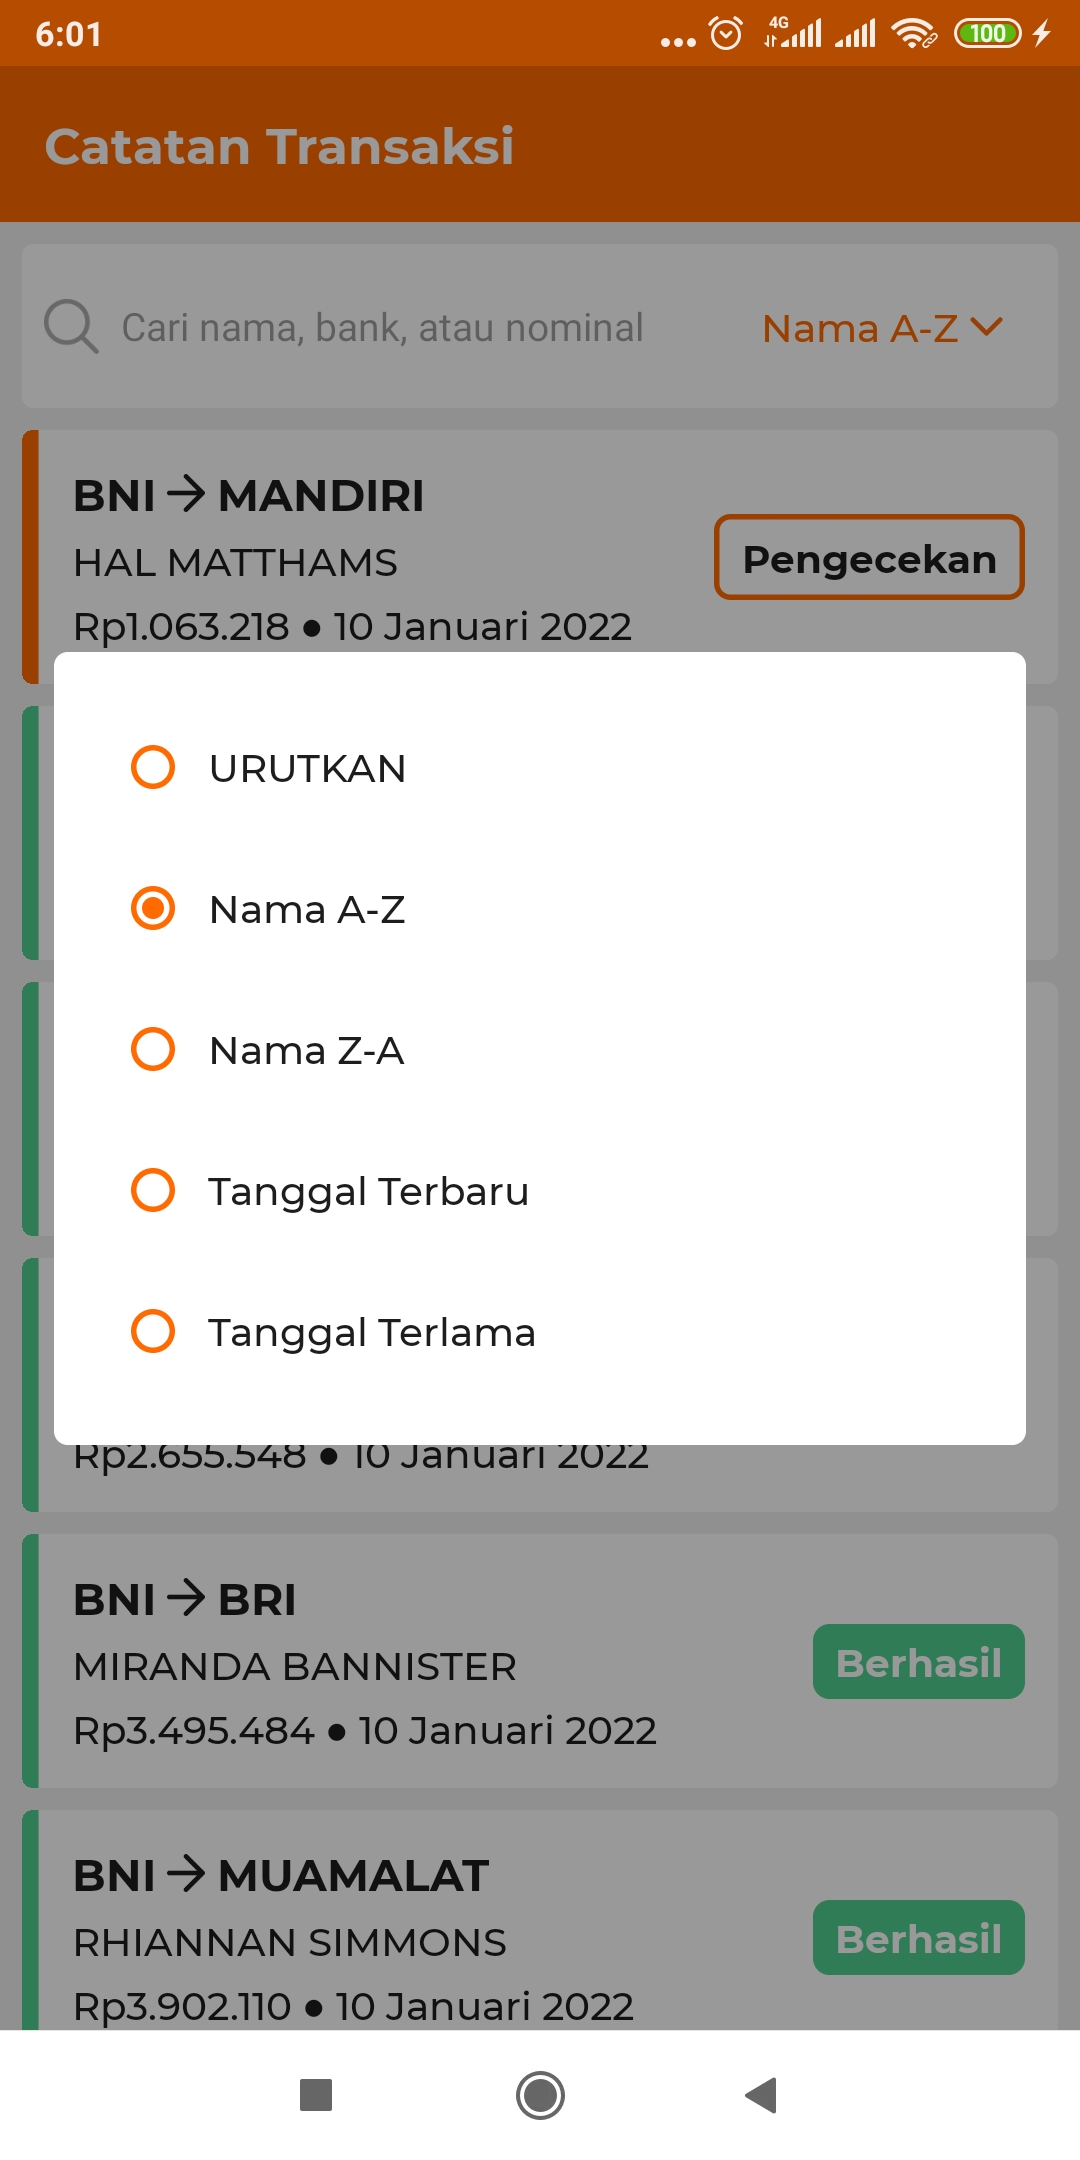 6:01
4G
100
Catatan Transaksi
Cari nama, bank, atau nominal
Nama A-Z
BNI → MANDIRI
HAL MATTHAMS
Pengecekan
Rp1.063.218 ● 10 Januari 2022
URUTKAN
Nama A-Z
Nama Z-A
Tanggal Terbaru
Tanggal Terlama
Rp2.655.548 ● 10 Januari 2022
BNI → BRI
MIRANDA BANNISTER
Berhasil
Rp3.495.484 ● 10 Januari 2022
BNI → MUAMALAT
RHIANNAN SIMMONS
Berhasil
Rp3.902.110 ● 10 Januari 2022